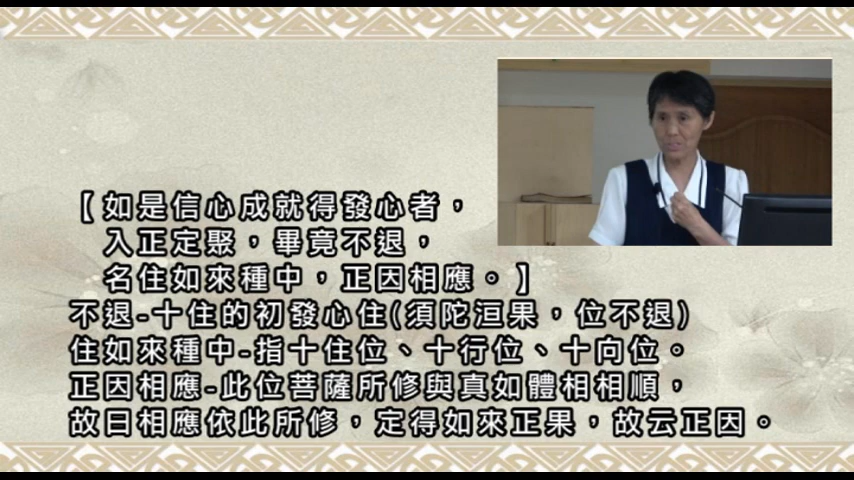 【如是信心成就得發心者，
入正定聚，畢竟不退，
名住如來種中，正因相應。】
不退-十住的初發心住(須陀洹果，位不退)
住如來種中-指十住位、十行位、十向位。
正因相應-此位菩薩所修與真如體相相順，
故曰相應依此所修，定得如來正果，故云正因。